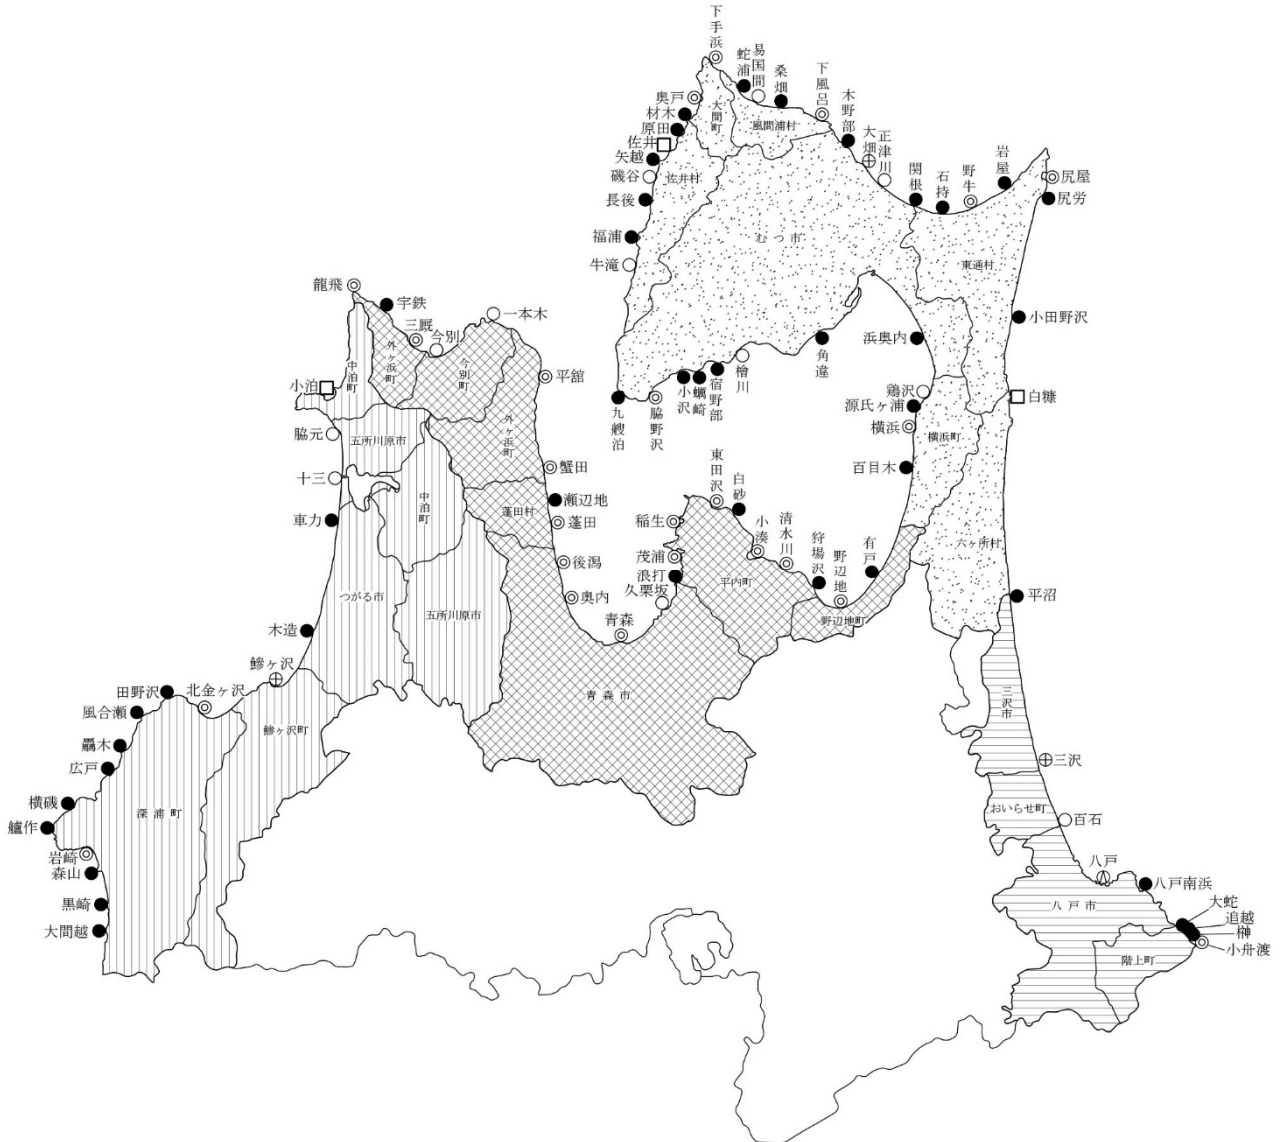 下手浜
蛇浦
易国間
桑畑
下風呂
木野部
大畑
正津川
関根
石持
野牛
岩屋
尻屋
尻労
奥戸
材木
原田
佐井
矢越
磯谷
長後
福浦
牛滝
大間町
風間浦村
佐井村
むつ市
東通村
小田野沢
白糠
龍飛
宇鉄
三厩
今別
一本木
平舘
小泊
中泊町
外ヶ浜町
今別町
脇元
五所川原市
外ヶ浜町
十三
中泊町
蟹田
瀬辺地
蓬田村
蓬田
車力
後潟
奥内
つがる市
五所川原市
青森
木造
鰺ヶ沢
青森市
九艘泊
脇野沢
小沢
蠣崎
宿野部
檜川
角違
浜奥内
鶏沢
源氏ヶ浦
横浜
横浜町
百目木
東田沢
白砂
稲生
小湊
清水川
茂浦
浪打
久栗坂
平内町
狩場沢
野辺地
有戸
野辺地町
六ヶ所村
平沼
三沢市
三沢
おいらせ町
百石
八戸
八戸南浜
八戸市
大蛇
追越
榊
小舟渡
階上町
田野沢
北金ヶ沢
風合瀬
鰺ヶ沢町
驫木
広戸
横磯
深浦町
艫作
岩崎
森山
黒崎
大間越